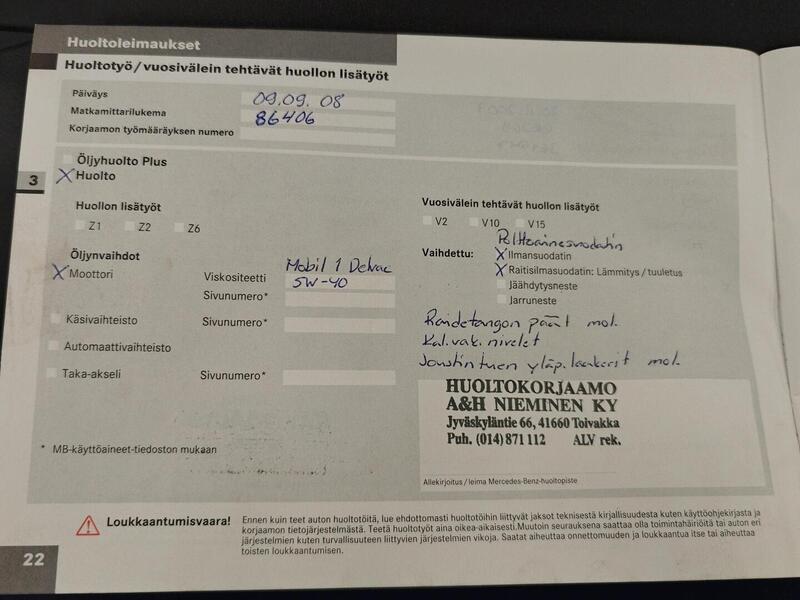 Huoltoleimaukset
Huoltotyö/vuosivälein tehtävät huollon lisätyöt
Päiväys 09.09.08
Matkamittarilukema 86406
Korjaamon työmääräyksen numero
Öljyhuolto Plus
3
X Huolto
Huollon lisätyöt
Z1 Z2 Z6
Öljynvaihdot
X Moottori Viskositeetti Mobil 1 Delvac
5W-40
Sivunumero*
Käsivaihteisto Sivunumero*
Automaattivaihteisto
Taka-akseli Sivunumero*
* MB-käyttöaineet-tiedoston mukaan
Vuosivälein tehtävät huollon lisätyöt
V2 V10 V15
Polttoainesuodatin
Vaihdettu: X Ilmansuodatin
X Raitisilmasuodatin: Lämmitys / tuuletus
Jäähdytysneste
Jarruneste
Raidetangon päät mol.
Kal.vak.nivelet
Joustintuen yläp.laakerit mol.
HUOLTOKORJAAMO
A&H NIEMINEN KY
Jyväskyläntie 66, 41660 Toivakka
Puh. (014) 871 112 ALV rek.
Allekirjoitus / leima Mercedes-Benz-huoltopiste
Loukkaantumisvaara!
Ennen kuin teet auton huoltotöitä, lue ehdottomasti huoltotöihin liittyvät jaksot teknisestä kirjallisuudesta kuten käyttöohjekirjasta ja
korjaamon tietojärjestelmästä. Teetä huoltotyöt aina oikea-aikaisesti.Muutoin seurauksena saattaa olla toimintahäiriöitä tai auton eri
järjestelmien kuten turvallisuuteen liittyvien järjestelmien vikoja. Saatat aiheuttaa onnettomuuden ja loukkaantua itse tai aiheuttaa
toisten loukkaantumisen.
22